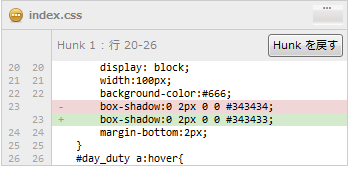 index.css
Hunk 1 : 行 20-26
Hunk を戻す
20 20 display: block;
21 21 width:100px;
22 22 background-color:#666;
23 - box-shadow:0 2px 0 0 #343434;
23 + box-shadow:0 2px 0 0 #343433;
24 24 margin-bottom:2px;
25 25 }
26 26 #day_duty a:hover{